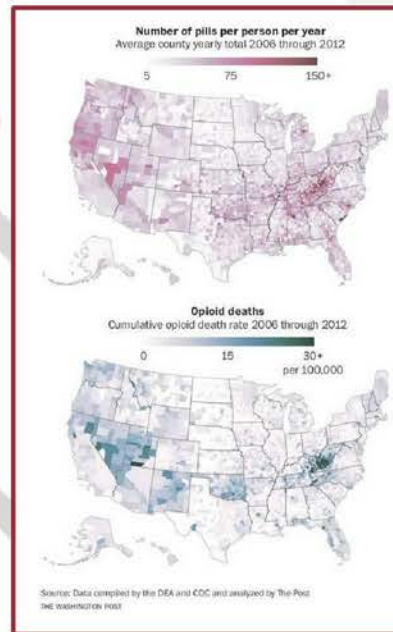 Number of pills per person per year
Average county yearly total 2006 through 2012
5 75 150+
Opioid deaths
Cumulative opioid death rate 2006 through 2012
0 15 30+
per 100,000
Source: Data compiled by the DEA and CDC and analyzed by The Post
THE WASHINGTON POST